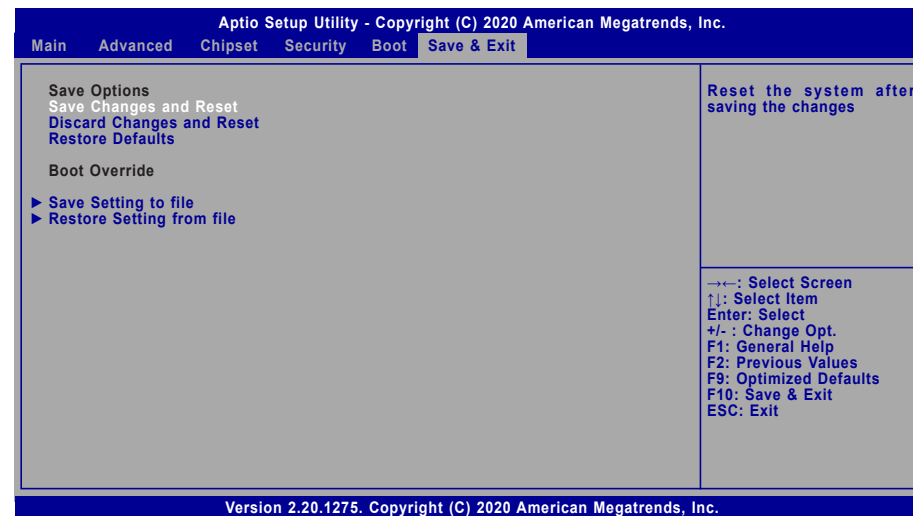 Aptio Setup Utility - Copyright (C) 2020 American Megatrends, Inc.
Main Advanced Chipset Security Boot Save & Exit
Save Options
Save Changes and Reset
Discard Changes and Reset
Restore Defaults
Boot Override
► Save Setting to file
► Restore Setting from file
Reset the system after
saving the changes
→←: Select Screen
↑↓: Select Item
Enter: Select
+/- : Change Opt.
F1: General Help
F2: Previous Values
F9: Optimized Defaults
F10: Save & Exit
ESC: Exit
Version 2.20.1275. Copyright (C) 2020 American Megatrends, Inc.